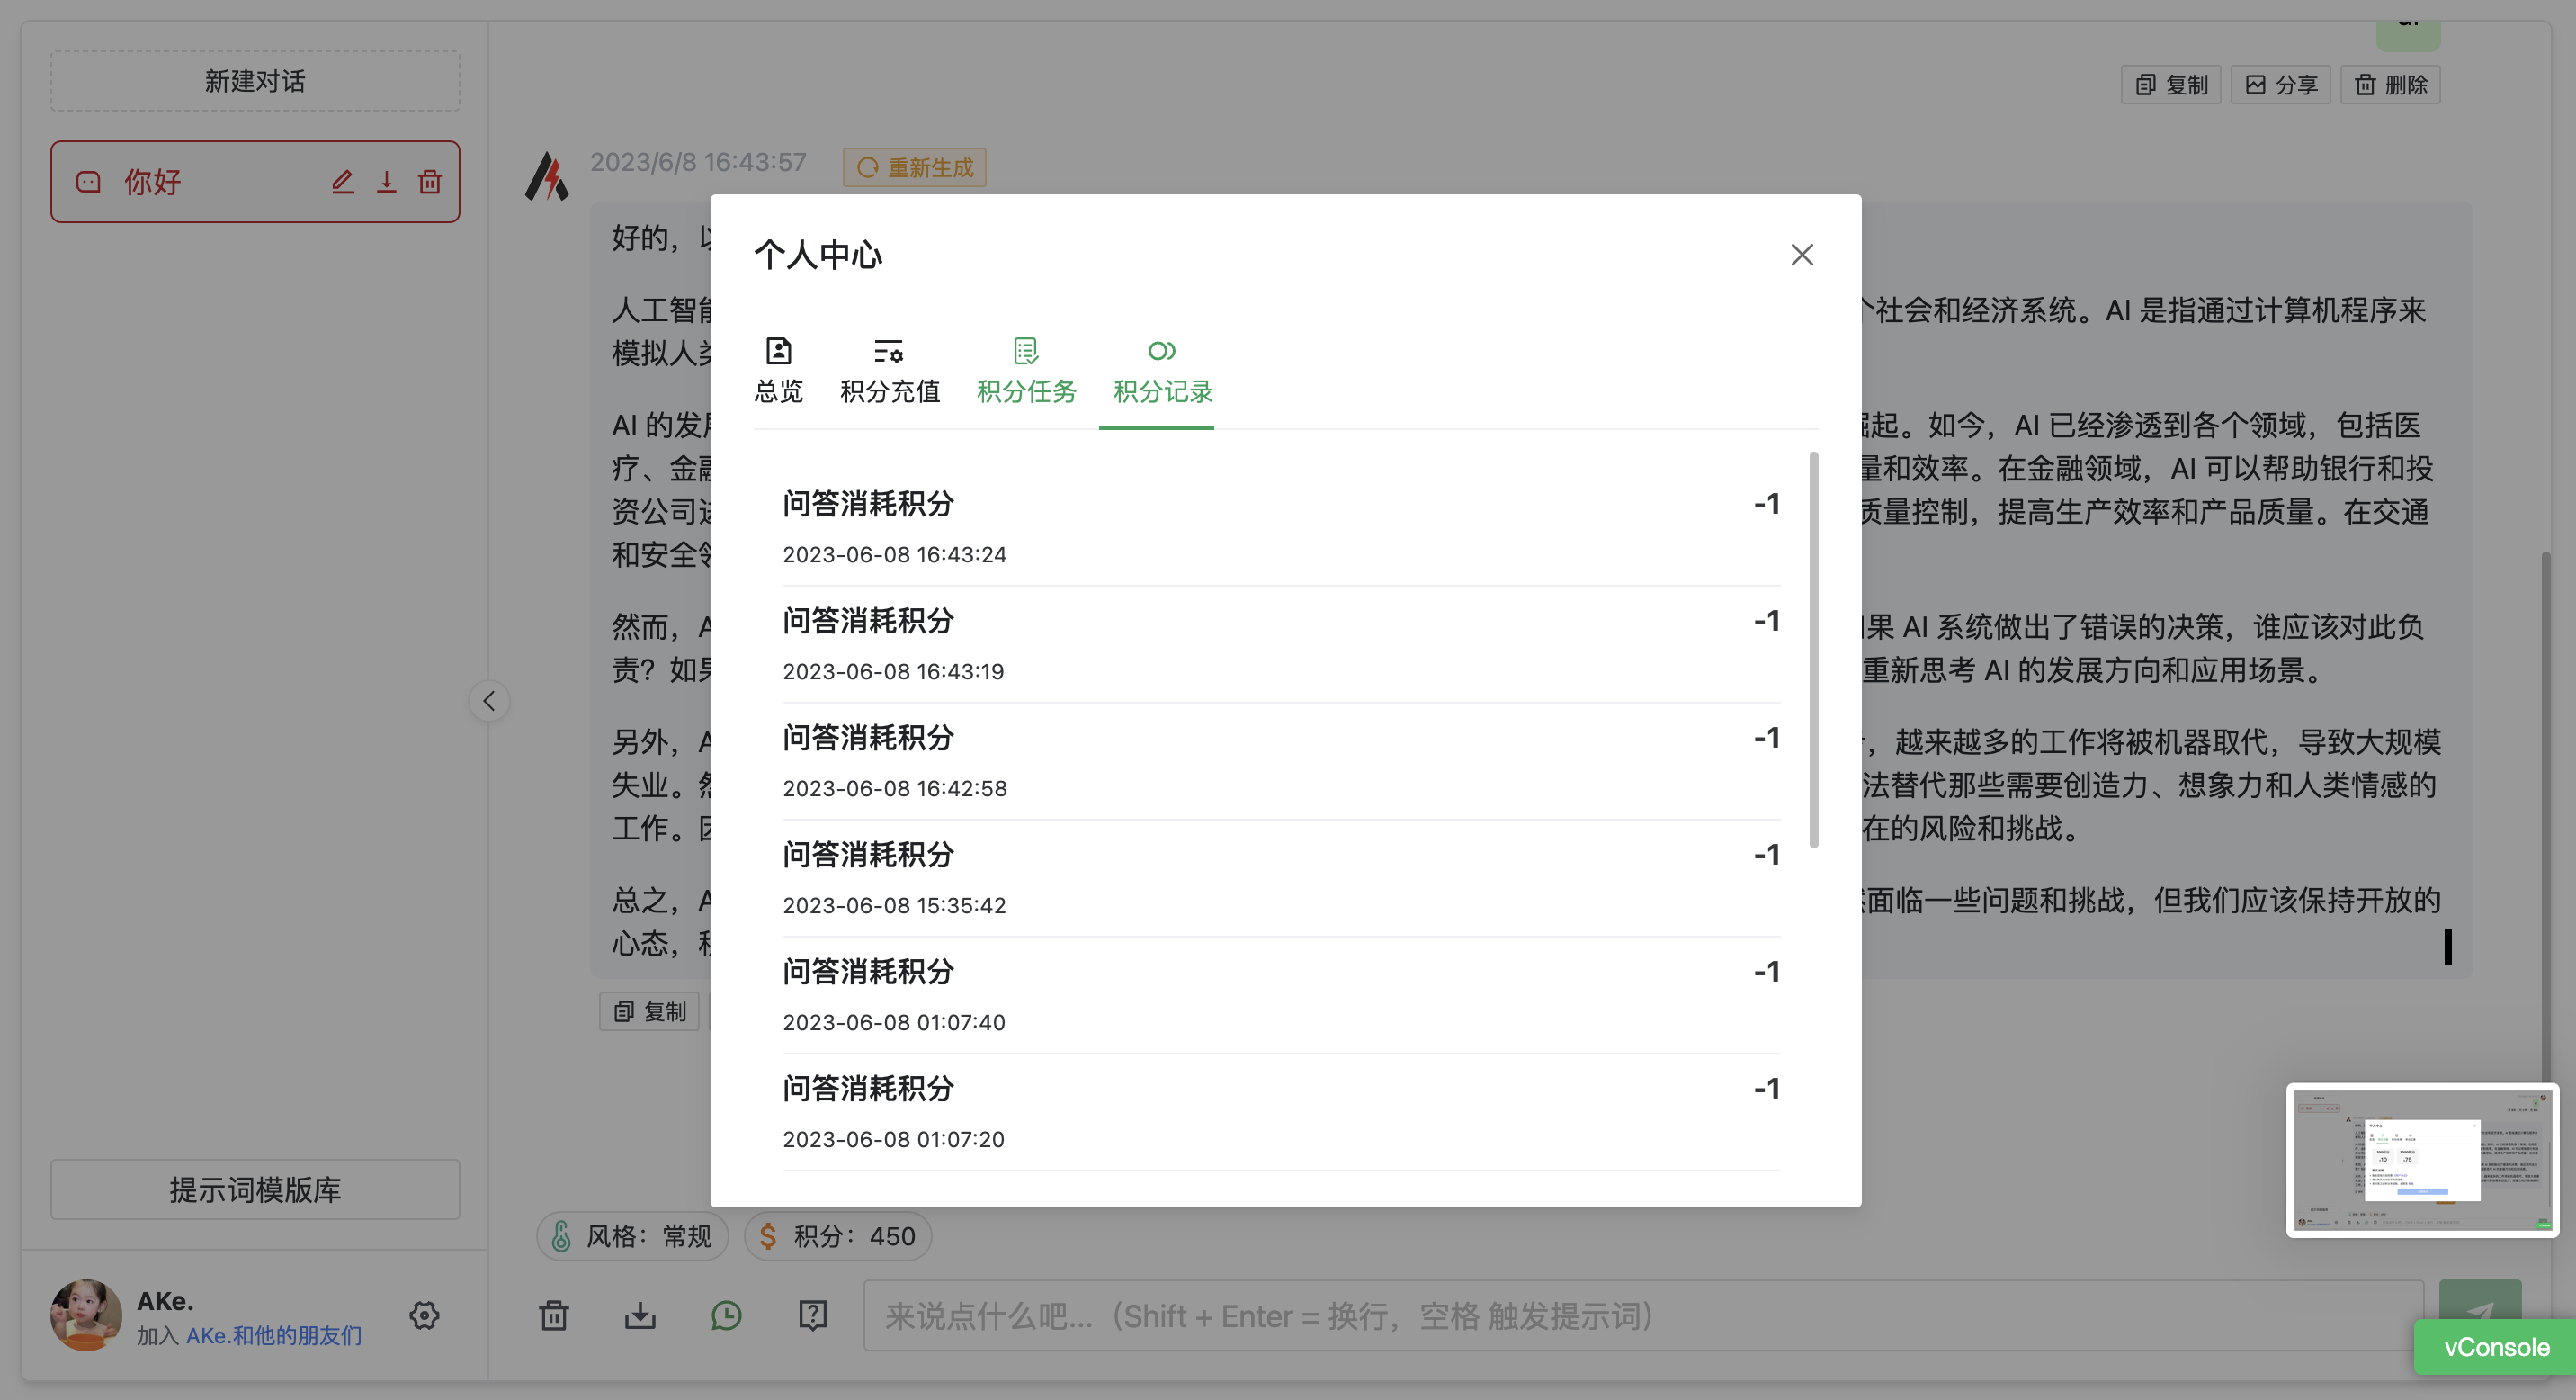 新建对话
你好
复制
分享
删除
2023/6/8 16:43:57
重新生成
好的，
人工智能
个社会和经济系统。AI 是指通过计算机程序来
模拟人类
AI 的发展
崛起。如今，AI 已经渗透到各个领域，包括医
疗、金融
量和效率。在金融领域，AI 可以帮助银行和投
资公司
质量控制，提高生产效率和产品质量。在交通
和安全领
然而，A
如果 AI 系统做出了错误的决策，谁应该对此负
责？如果
重新思考 AI 的发展方向和应用场景。
另外，A
，越来越多的工作将被机器取代，导致大规模
失业。然
法替代那些需要创造力、想象力和人类情感的
工作。因
在的风险和挑战。
总之，A
然面临一些问题和挑战，但我们应该保持开放的
心态，积
复制
个人中心
总览
积分充值
积分任务
积分记录
问答消耗积分
-1
2023-06-08 16:43:24
问答消耗积分
-1
2023-06-08 16:43:19
问答消耗积分
-1
2023-06-08 16:42:58
问答消耗积分
-1
2023-06-08 15:35:42
问答消耗积分
-1
2023-06-08 01:07:40
问答消耗积分
-1
2023-06-08 01:07:20
提示词模版库
风格：常规
积分：450
AKe.
加入 AKe.和他的朋友们
来说点什么吧...（Shift + Enter = 换行，空格 触发提示词）
vConsole